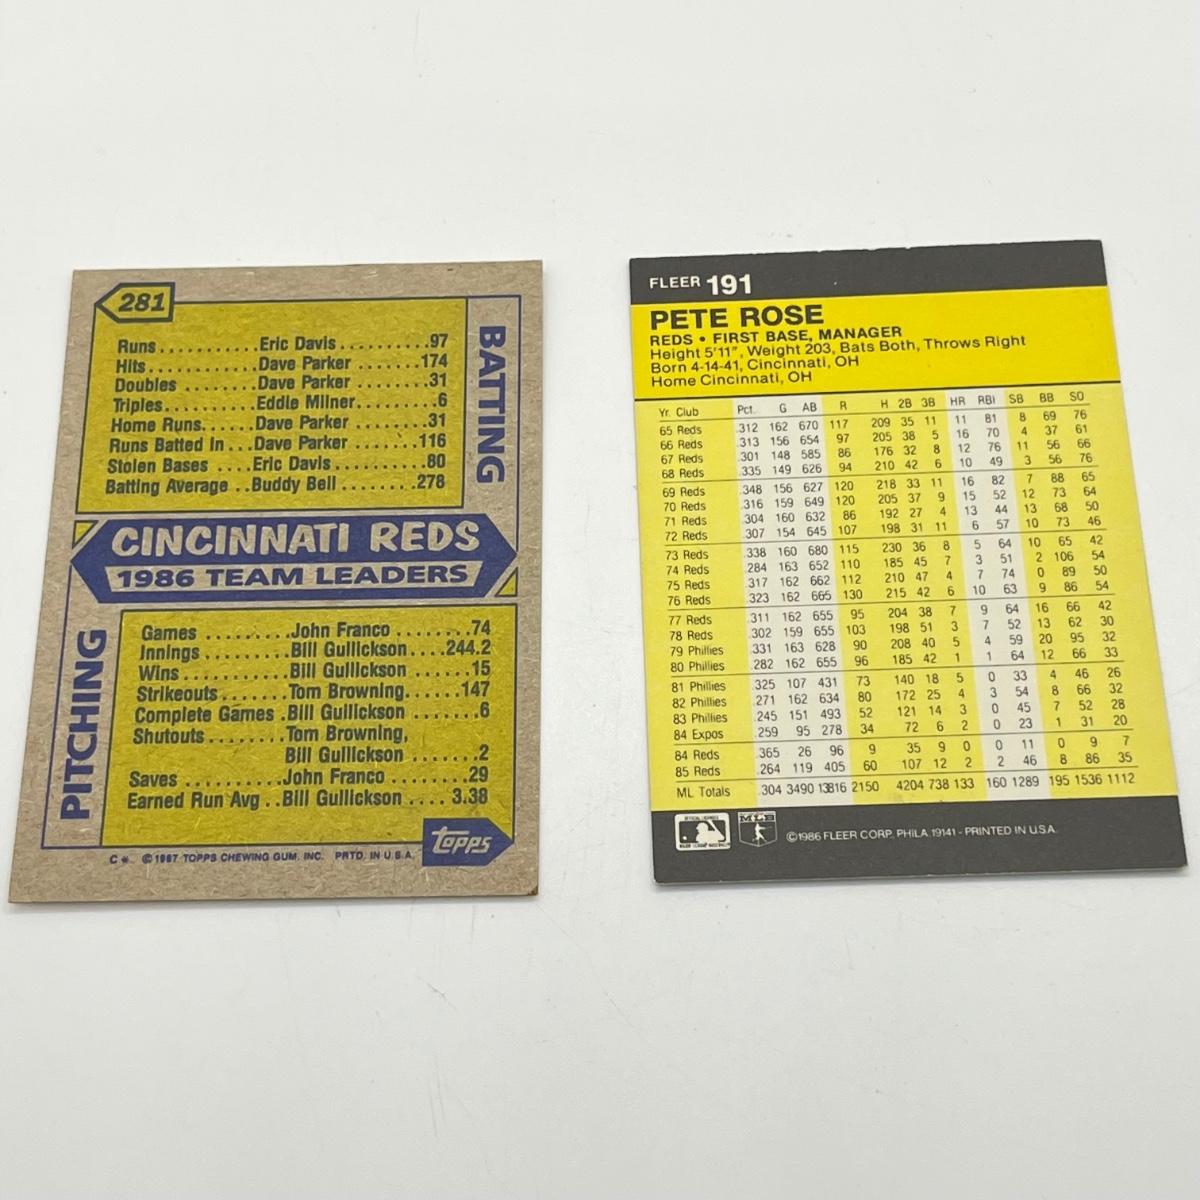 281
BATTING
Runs..........Eric Davis..........97
Hits............Dave Parker.......174
Doubles.......Dave Parker........31
Triples.........Eddie Milner.........6
Home Runs....Dave Parker........31
Runs Batted In...Dave Parker......116
Stolen Bases....Eric Davis.........80
Batting Average..Buddy Bell........278
CINCINNATI REDS
1986 TEAM LEADERS
PITCHING
Games..........John Franco........74
Innings.........Bill Gullickson....244.2
Wins............Bill Gullickson......15
Strikeouts.......Tom Browning.....147
Complete Games.Bill Gullickson.......6
Shutouts........Tom Browning,
Bill Gullickson.......2
Saves...........John Franco.........29
Earned Run Avg..Bill Gullickson....3.38
topps
C* ©1987 TOPPS CHEWING GUM. INC. PRTD. IN U.S.A.
FLEER 191
PETE ROSE
REDS • FIRST BASE, MANAGER
Height 5'11", Weight 203, Bats Both, Throws Right
Born 4-14-41, Cincinnati, OH
Home Cincinnati, OH
Yr. Club Pct. G AB R H 2B 3B HR RBI SB BB SO
65 Reds .312 162 670 117 209 35 11 11 81 8 69 76
66 Reds .313 156 654 97 205 38 5 16 70 4 37 61
67 Reds .301 148 585 86 176 32 8 12 76 11 56 66
68 Reds .335 149 626 94 210 42 6 10 49 3 56 76
69 Reds .348 156 627 120 218 33 11 16 82 7 88 65
70 Reds .316 159 649 120 205 37 9 15 52 12 73 64
71 Reds .304 160 632 86 192 27 4 13 44 13 68 50
72 Reds .307 154 645 107 198 31 11 6 57 10 73 46
73 Reds .338 160 680 115 230 36 8 5 64 10 65 42
74 Reds .284 163 652 110 185 45 7 3 51 2 106 54
75 Reds .317 162 662 112 210 47 4 7 74 0 89 50
76 Reds .323 162 665 130 215 42 6 10 63 9 86 54
77 Reds .311 162 655 95 204 38 7 9 64 16 66 42
78 Reds .302 159 655 103 198 51 3 7 52 13 62 30
79 Phillies .331 163 628 90 208 40 5 4 59 20 95 32
80 Phillies .282 162 655 96 185 42 1 1 64 12 66 33
81 Phillies .325 107 431 73 140 18 5 0 33 4 46 26
82 Phillies .271 162 634 80 172 25 4 3 54 8 66 32
83 Phillies .245 151 493 52 121 14 3 0 45 7 52 28
84 Expos .259 95 278 34 72 6 2 0 23 1 31 20
84 Reds .365 26 96 9 35 9 0 0 11 0 9 7
85 Reds .264 119 405 60 107 12 2 2 46 8 86 35
ML Totals .304 3490 13816 2150 4204 738 133 160 1289 195 1536 1112
MLB
©1986 FLEER CORP. PHILA. 19141 - PRINTED IN U.S.A.